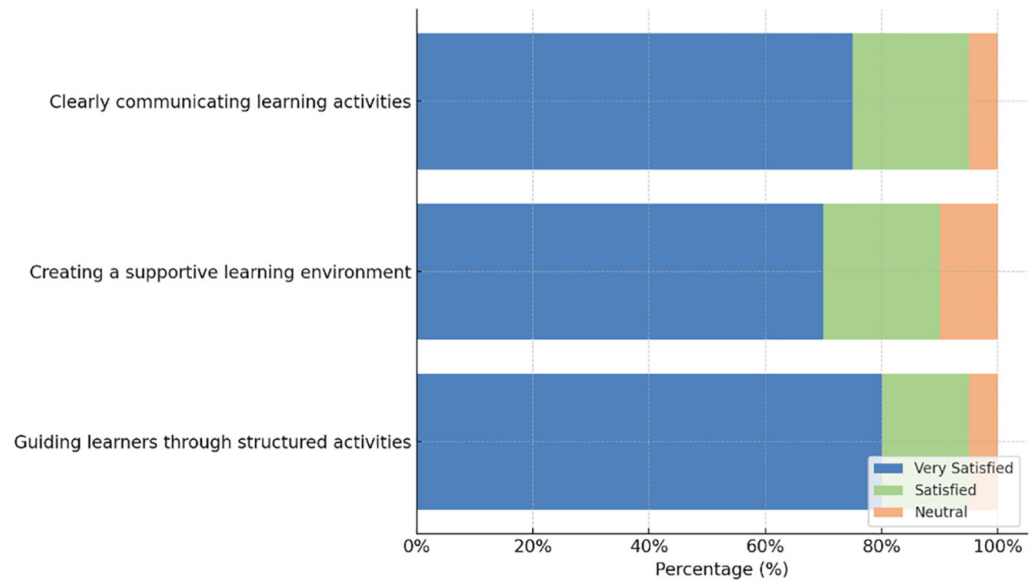 Clearly communicating learning activities
Creating a supportive learning environment
Guiding learners through structured activities
Very Satisfied
Satisfied
Neutral
0%
20%
40%
60%
80%
100%
Percentage (%)